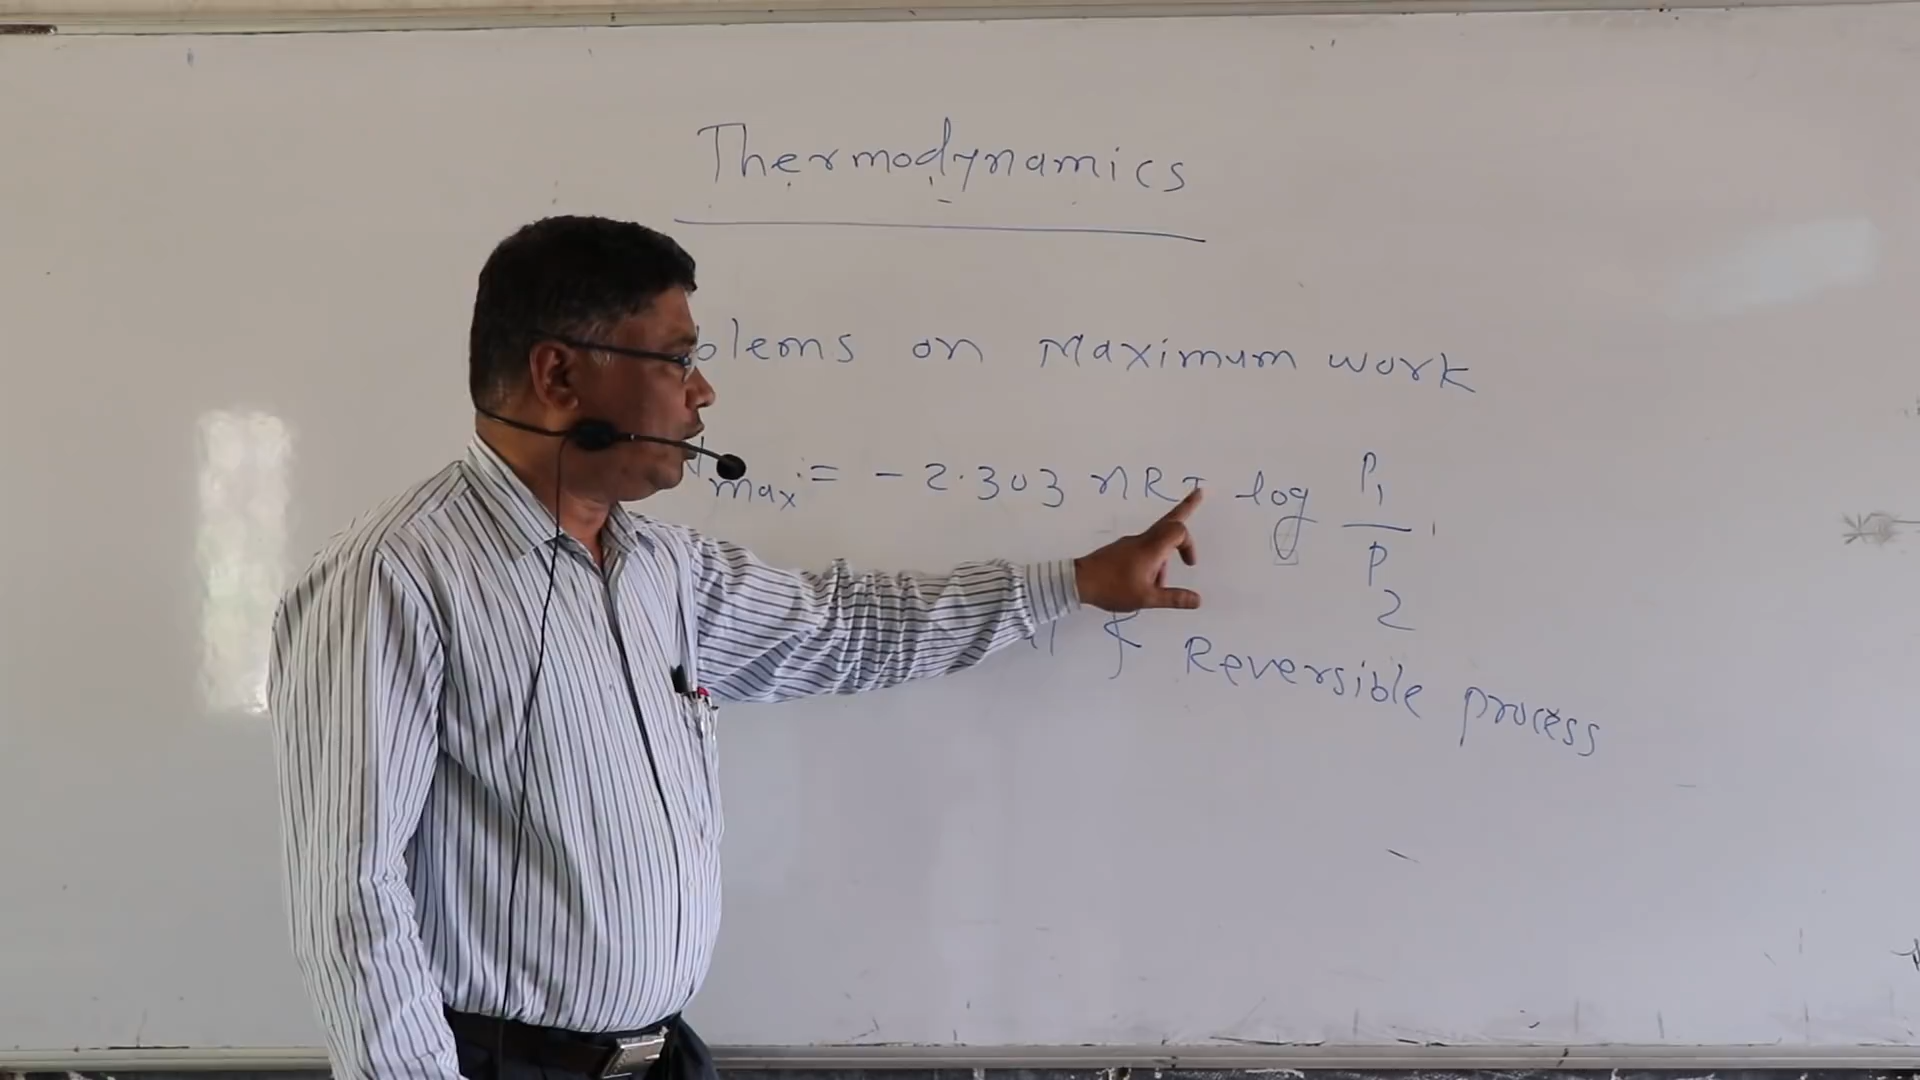 Thermodynamics
blems on Maximum work
max = - 2.303 nRT log P1/P2
& Reversible process